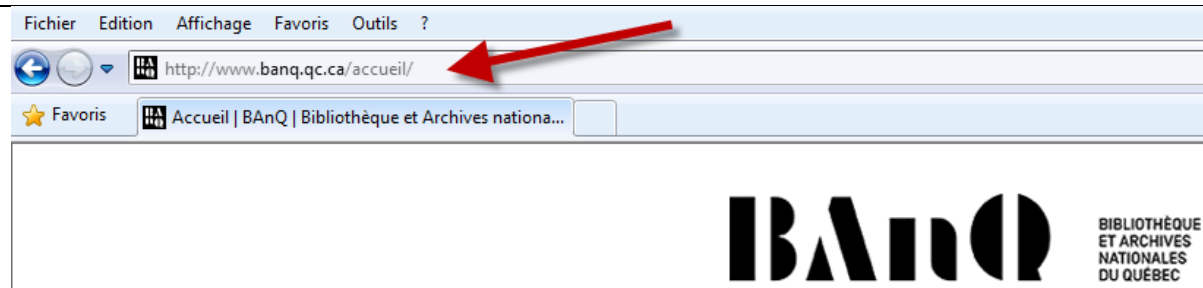 Fichier Edition Affichage Favoris Outils ?
http://www.banq.qc.ca/accueil/
Favoris Accueil | BAnQ | Bibliothèque et Archives nationa...
BAnQ
BIBLIOTHÈQUE
ET ARCHIVES
NATIONALES
DU QUÉBEC